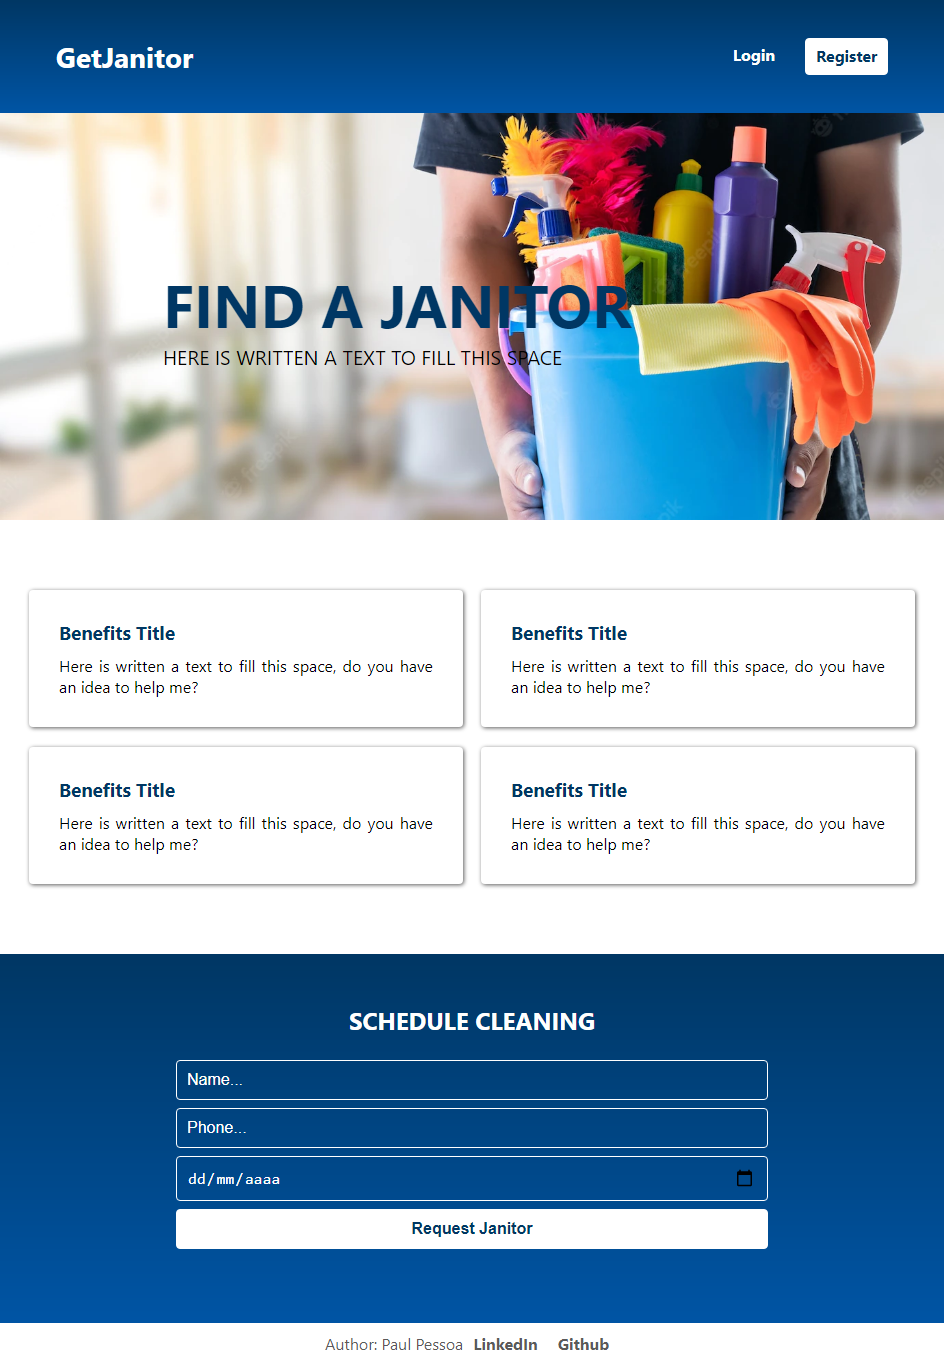 GetJanitor
Login
Register
FIND A JANITOR
HERE IS WRITTEN A TEXT TO FILL THIS SPACE
Benefits Title
Here is written a text to fill this space, do you have
an idea to help me?
Benefits Title
Here is written a text to fill this space, do you have
an idea to help me?
Benefits Title
Here is written a text to fill this space, do you have
an idea to help me?
Benefits Title
Here is written a text to fill this space, do you have
an idea to help me?
SCHEDULE CLEANING
Name...
Phone...
dd/mm/aaaa
Request Janitor
Author: Paul Pessoa LinkedIn Github